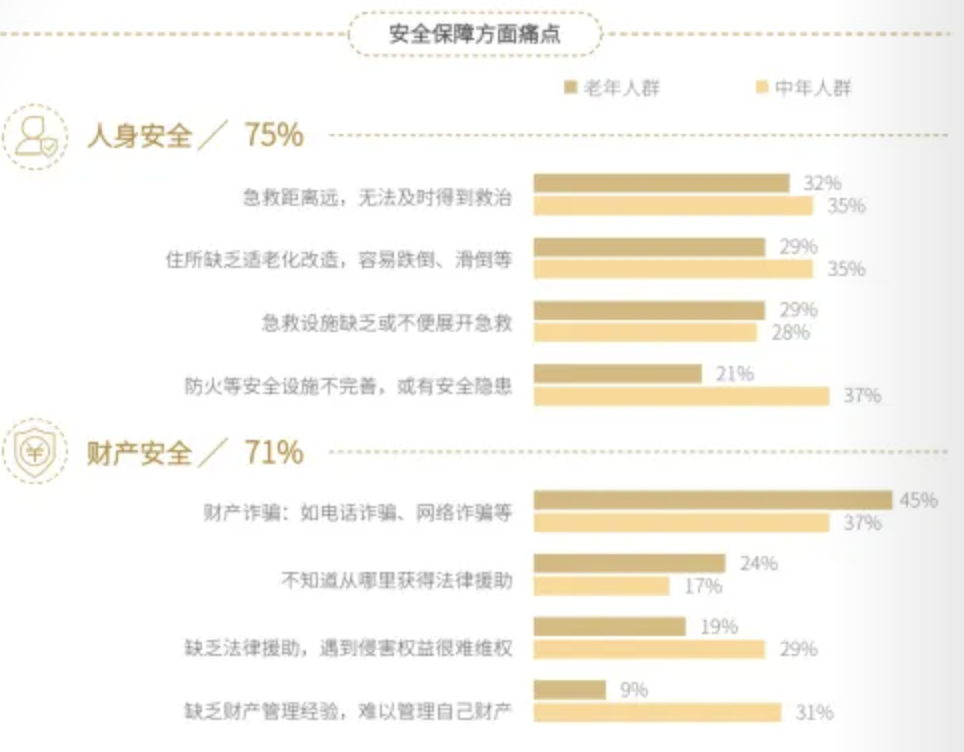 安全保障方面痛点
老年人群 中年人群
人身安全／75%
急救距离远，无法及时得到救治 32%
35%
住所缺乏适老化改造，容易跌倒、滑倒等 29%
35%
急救设施缺乏或不便展开急救 29%
28%
防火等安全设施不完善，或有安全隐患 21%
37%
财产安全／71%
财产诈骗：如电话诈骗、网络诈骗等 45%
37%
不知道从哪里获得法律援助 24%
17%
缺乏法律援助，遇到侵害权益很难维权 19%
29%
缺乏财产管理经验，难以管理自己财产 9%
31%